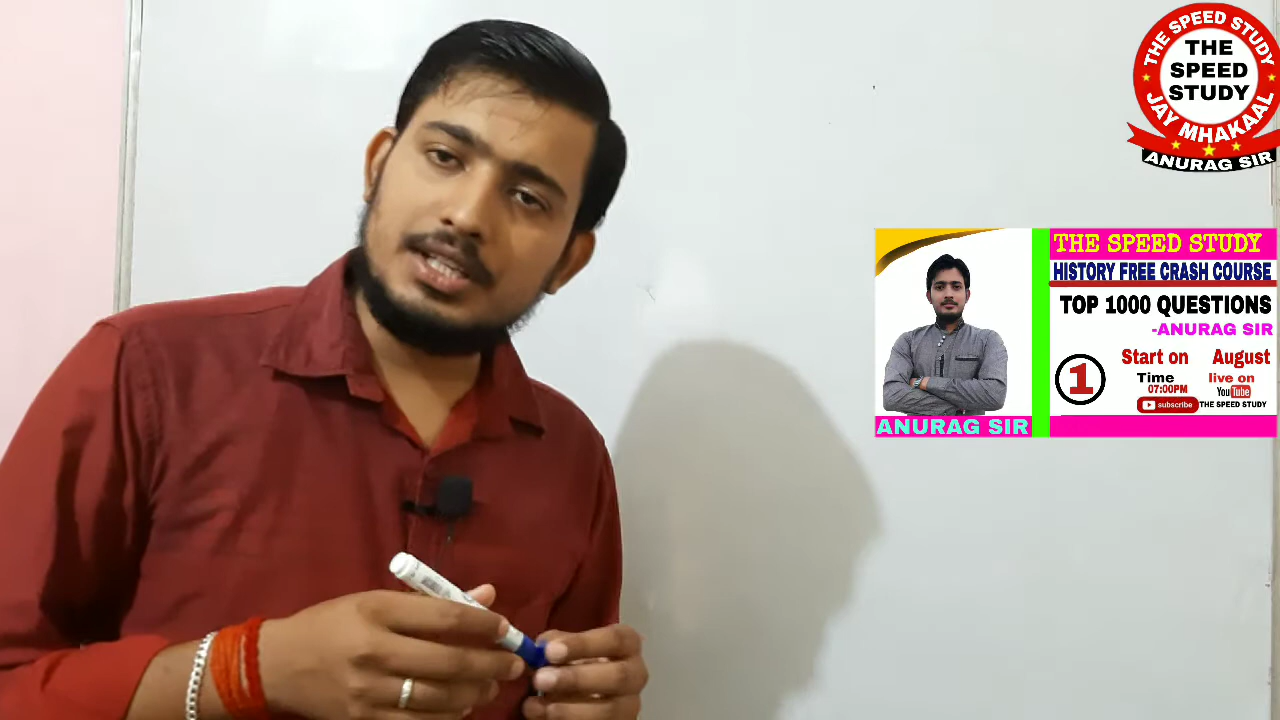 THE SPEED STUDY
THE
SPEED
STUDY
JAY MHAKAAL
ANURAG SIR
THE SPEED STUDY
HISTORY FREE CRASH COURSE
TOP 1000 QUESTIONS
-ANURAG SIR
1
Start on August
Time live on
07:00PM YouTube
subscribe THE SPEED STUDY
ANURAG SIR